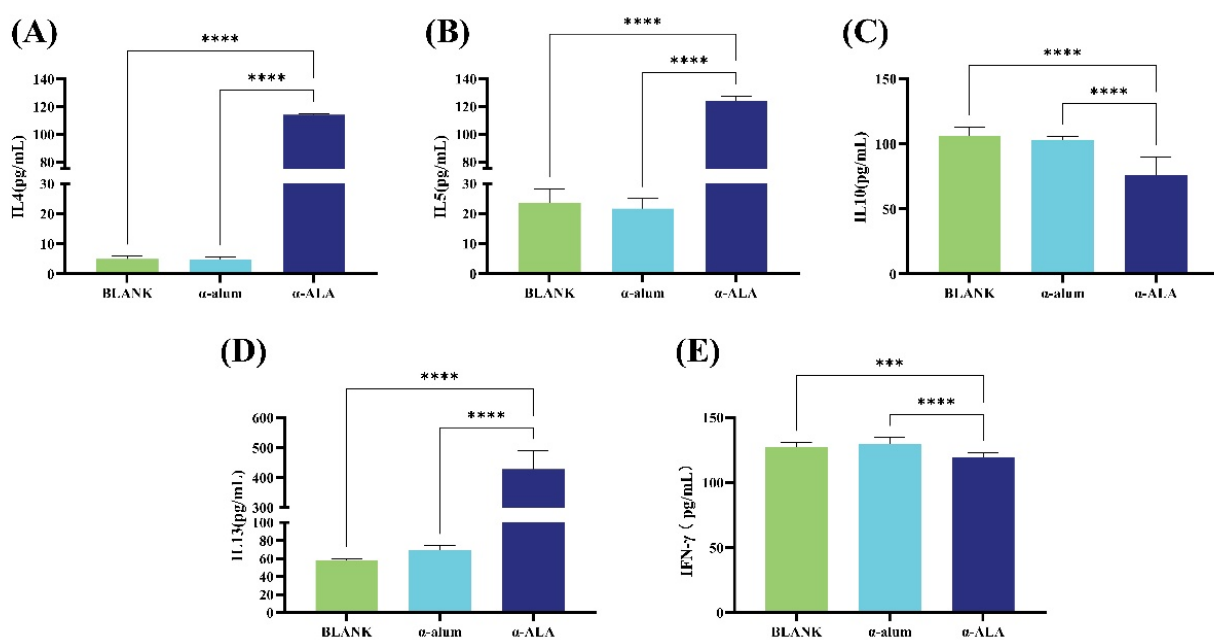 (A)
****
****
IL4(pg/mL)
140
120
100
80
30
20
10
0
BLANK α-alum α-ALA
(B)
****
****
IL5(pg/mL)
140
120
100
80
30
20
10
0
BLANK α-alum α-ALA
(C)
****
****
IL10(pg/mL)
150
100
50
0
BLANK α-alum α-ALA
(D)
****
****
IL13(pg/mL)
600
500
400
300
100
80
60
40
20
0
BLANK α-alum α-ALA
(E)
***
****
IFN-γ（ pg/mL）
150
100
50
0
BLANK α-alum α-ALA